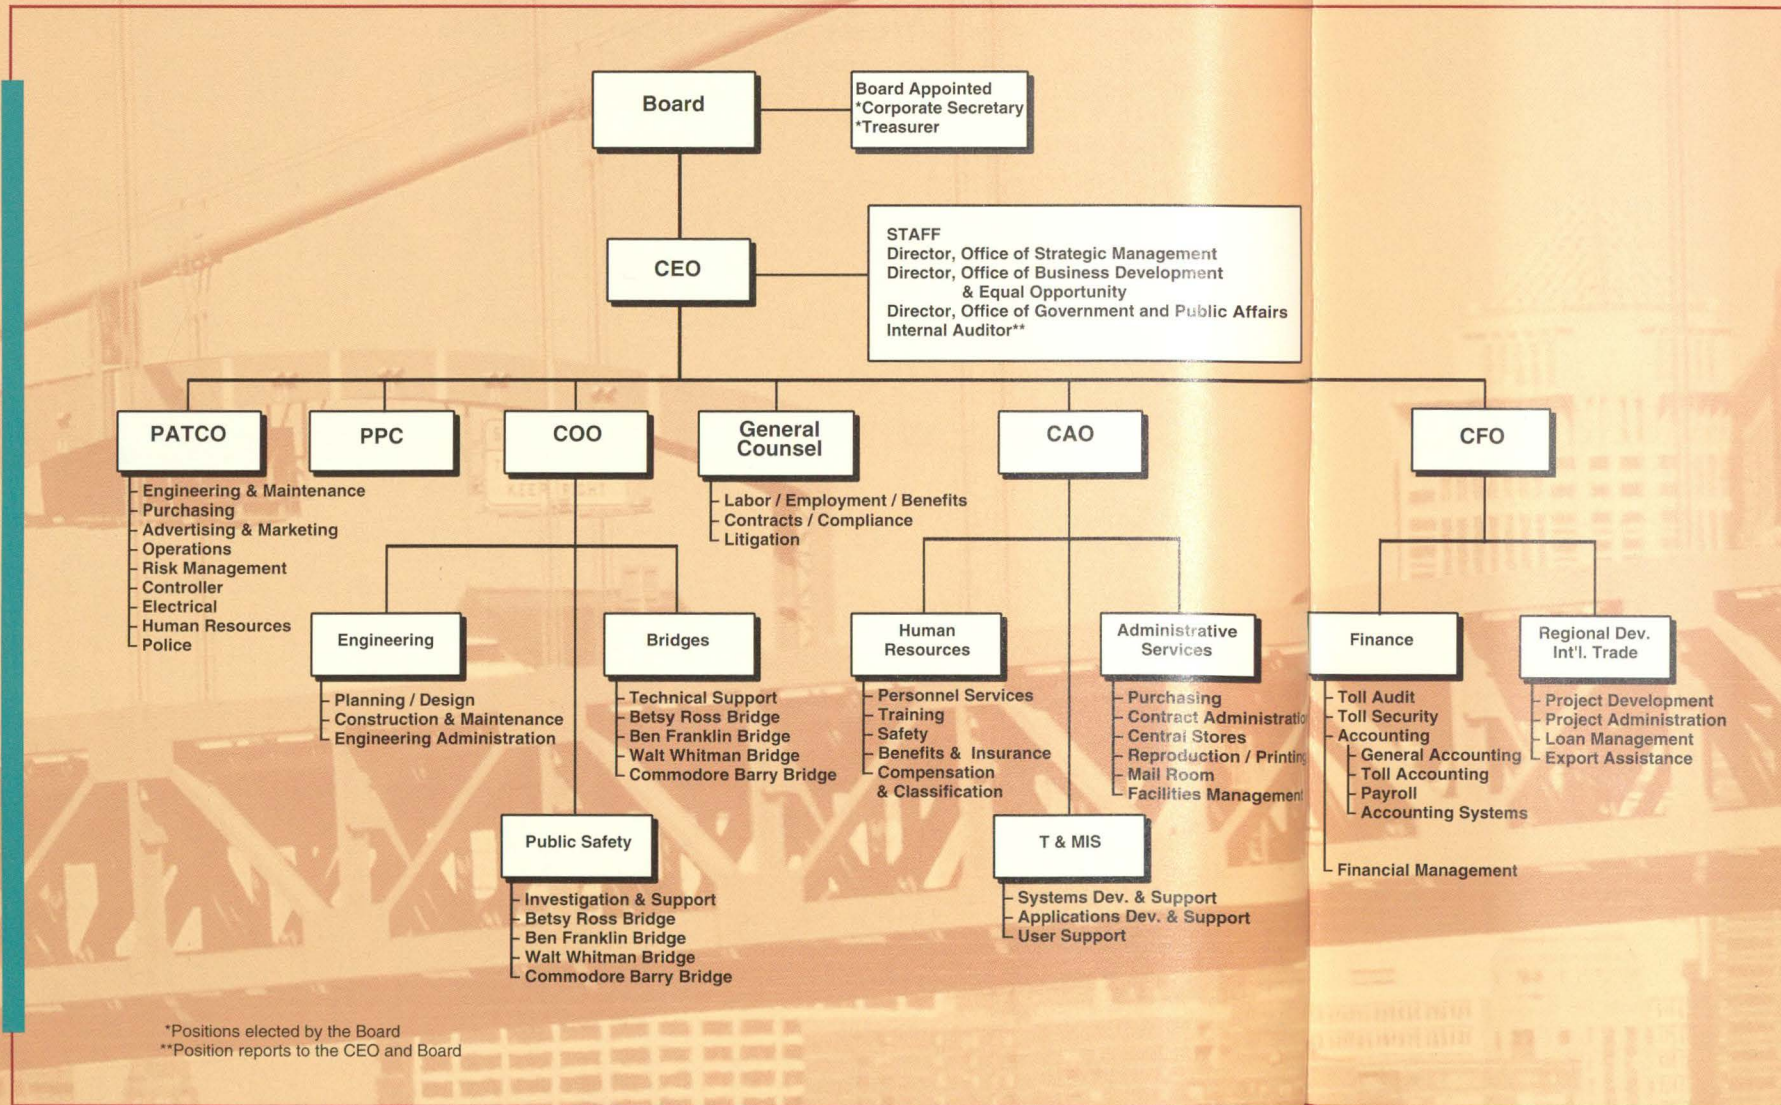 Board
Board Appointed
*Corporate Secretary
*Treasurer
CEO
STAFF
Director, Office of Strategic Management
Director, Office of Business Development
& Equal Opportunity
Director, Office of Government and Public Affairs
Internal Auditor**
PATCO
Engineering & Maintenance
Purchasing
Advertising & Marketing
Operations
Risk Management
Controller
Electrical
Human Resources
Police
PPC
COO
General
Counsel
Labor / Employment / Benefits
Contracts / Compliance
Litigation
CAO
CFO
KEEP RIGHT
Engineering
Planning / Design
Construction & Maintenance
Engineering Administration
Bridges
Technical Support
Betsy Ross Bridge
Ben Franklin Bridge
Walt Whitman Bridge
Commodore Barry Bridge
Public Safety
Investigation & Support
Betsy Ross Bridge
Ben Franklin Bridge
Walt Whitman Bridge
Commodore Barry Bridge
Human
Resources
Personnel Services
Training
Safety
Benefits & Insurance
Compensation
& Classification
Administrative
Services
Purchasing
Contract Administratio
Central Stores
Reproduction / Printing
Mail Room
Facilities Management
T & MIS
Systems Dev. & Support
Applications Dev. & Support
User Support
Finance
Toll Audit
Toll Security
Accounting
General Accounting
Toll Accounting
Payroll
Accounting Systems
Financial Management
Regional Dev.
Int'l. Trade
Project Development
Project Administration
Loan Management
Export Assistance
*Positions elected by the Board
**Position reports to the CEO and Board